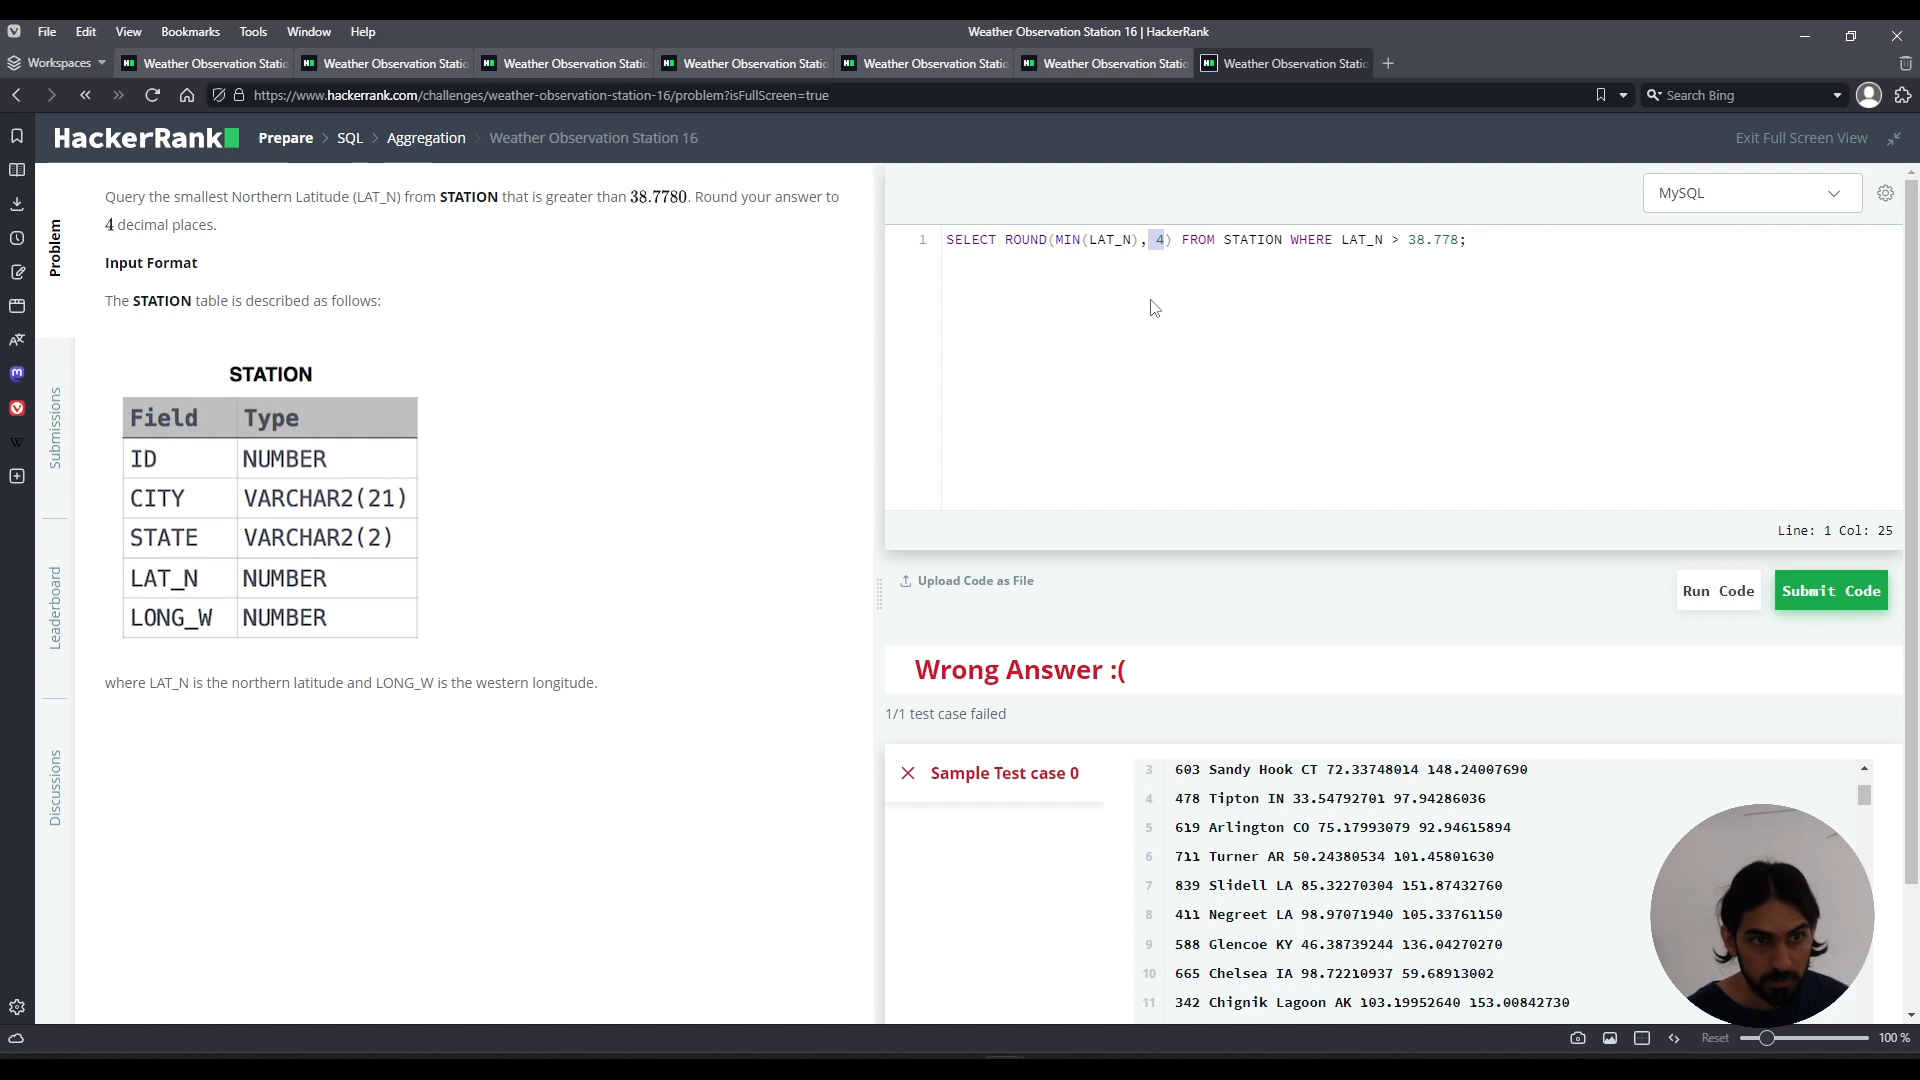 File Edit View Bookmarks Tools Window Help
Weather Observation Station 16 | HackerRank
Workspaces
Weather Observation Static
Weather Observation Static
Weather Observation Static
Weather Observation Static
Weather Observation Static
Weather Observation Static
Weather Observation Static
https://www.hackerrank.com/challenges/weather-observation-station-16/problem?isFullScreen=true
Search Bing
HackerRank
Prepare > SQL > Aggregation > Weather Observation Station 16
Exit Full Screen View
Problem
Submissions
Leaderboard
Discussions
Query the smallest Northern Latitude (LAT_N) from STATION that is greater than 38.7780. Round your answer to
4 decimal places.
Input Format
The STATION table is described as follows:
STATION
Field Type
ID NUMBER
CITY VARCHAR2(21)
STATE VARCHAR2(2)
LAT_N NUMBER
LONG_W NUMBER
where LAT_N is the northern latitude and LONG_W is the western longitude.
MySQL
1 SELECT ROUND(MIN(LAT_N), 4) FROM STATION WHERE LAT_N > 38.778;
1
Line: 1 Col: 25
Upload Code as File
Run Code
Submit Code
Wrong Answer :(
1/1 test case failed
Sample Test case 0
3 603 Sandy Hook CT 72.33748014 148.24007690
4 478 Tipton IN 33.54792701 97.94286036
5 619 Arlington CO 75.17993079 92.94615894
6 711 Turner AR 50.24380534 101.45801630
7 839 Slidell LA 85.32270304 151.87432760
8 411 Negreet LA 98.97071940 105.33761150
9 588 Glencoe KY 46.38739244 136.04270270
10 665 Chelsea IA 98.72210937 59.68913002
11 342 Chignik Lagoon AK 103.19952640 153.00842730
Reset
100 %